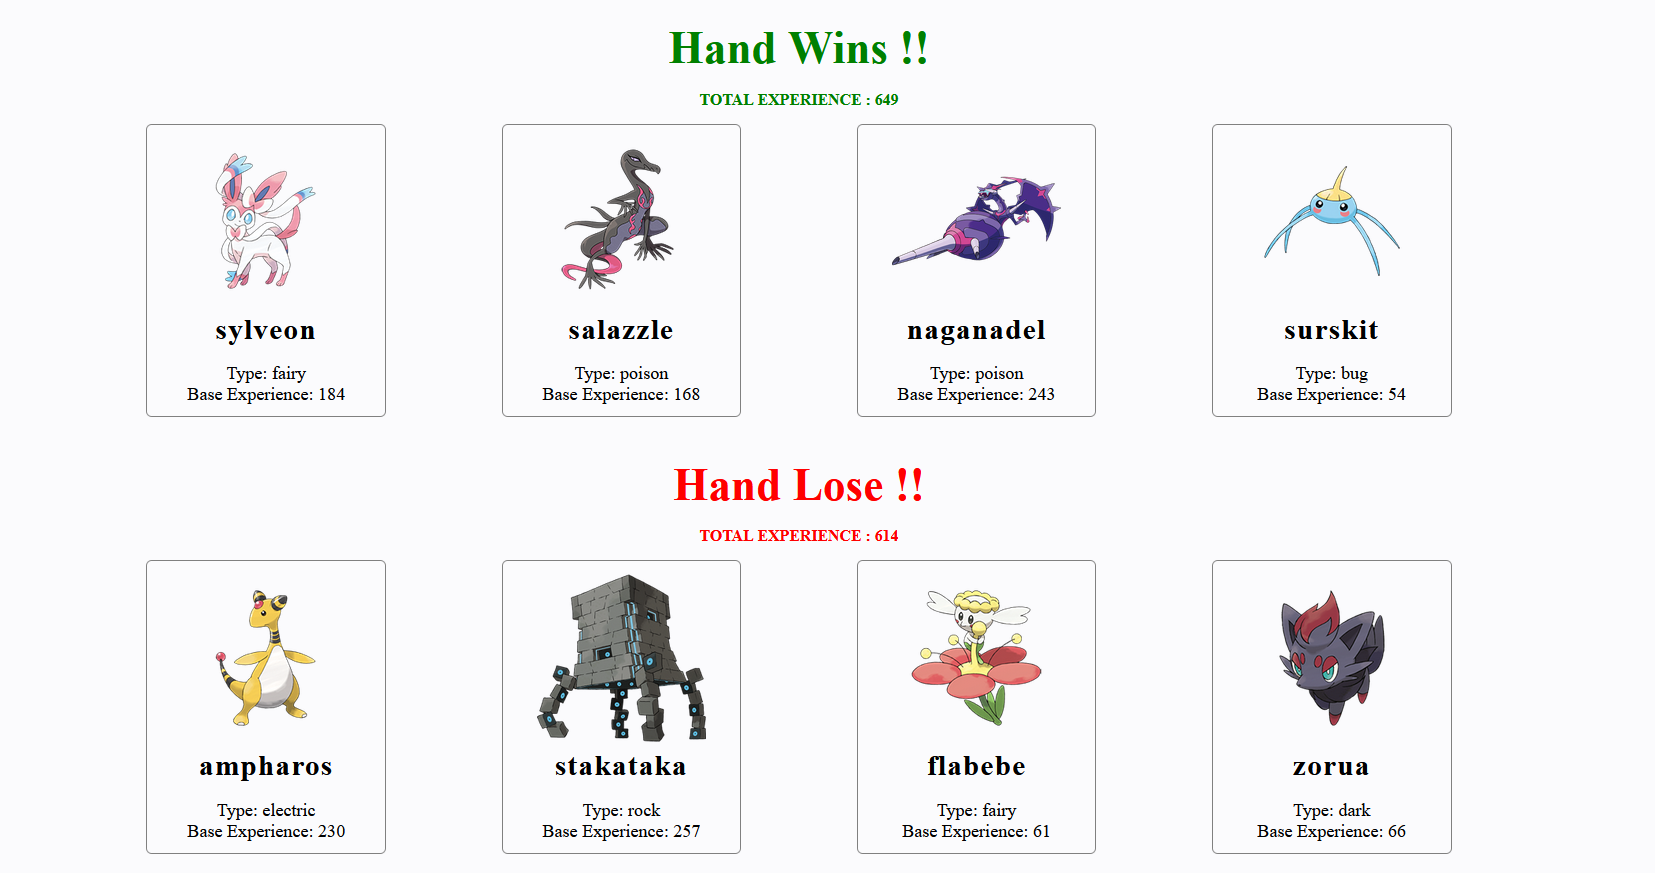 Hand Wins !!
TOTAL EXPERIENCE : 649
sylveon
Type: fairy
Base Experience: 184
salazzle
Type: poison
Base Experience: 168
naganadel
Type: poison
Base Experience: 243
surskit
Type: bug
Base Experience: 54
Hand Lose !!
TOTAL EXPERIENCE : 614
ampharos
Type: electric
Base Experience: 230
stakataka
Type: rock
Base Experience: 257
flabebe
Type: fairy
Base Experience: 61
zorua
Type: dark
Base Experience: 66